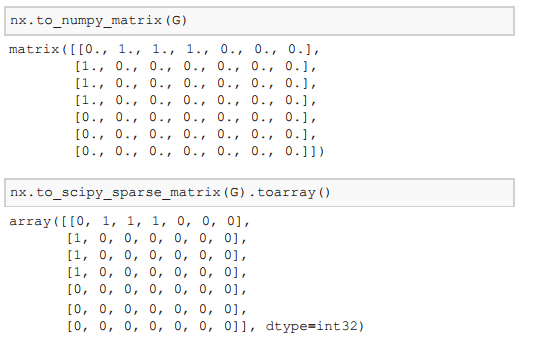 nx.to_numpy_matrix(G)
matrix([[0., 1., 1., 1., 0., 0., 0.],
        [1., 0., 0., 0., 0., 0., 0.],
        [1., 0., 0., 0., 0., 0., 0.],
        [1., 0., 0., 0., 0., 0., 0.],
        [0., 0., 0., 0., 0., 0., 0.],
        [0., 0., 0., 0., 0., 0., 0.],
        [0., 0., 0., 0., 0., 0., 0.]])
nx.to_scipy_sparse_matrix(G).toarray()
array([[0, 1, 1, 1, 0, 0, 0],
       [1, 0, 0, 0, 0, 0, 0],
       [1, 0, 0, 0, 0, 0, 0],
       [1, 0, 0, 0, 0, 0, 0],
       [0, 0, 0, 0, 0, 0, 0],
       [0, 0, 0, 0, 0, 0, 0],
       [0, 0, 0, 0, 0, 0, 0]], dtype=int32)